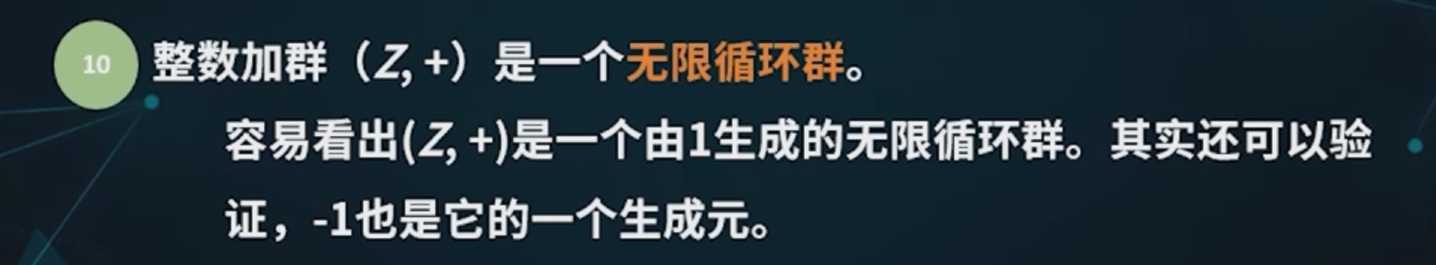 10 整数加群（Z, +）是一个无限循环群。
容易看出(Z, +)是一个由1生成的无限循环群。其实还可以验
证，-1也是它的一个生成元。